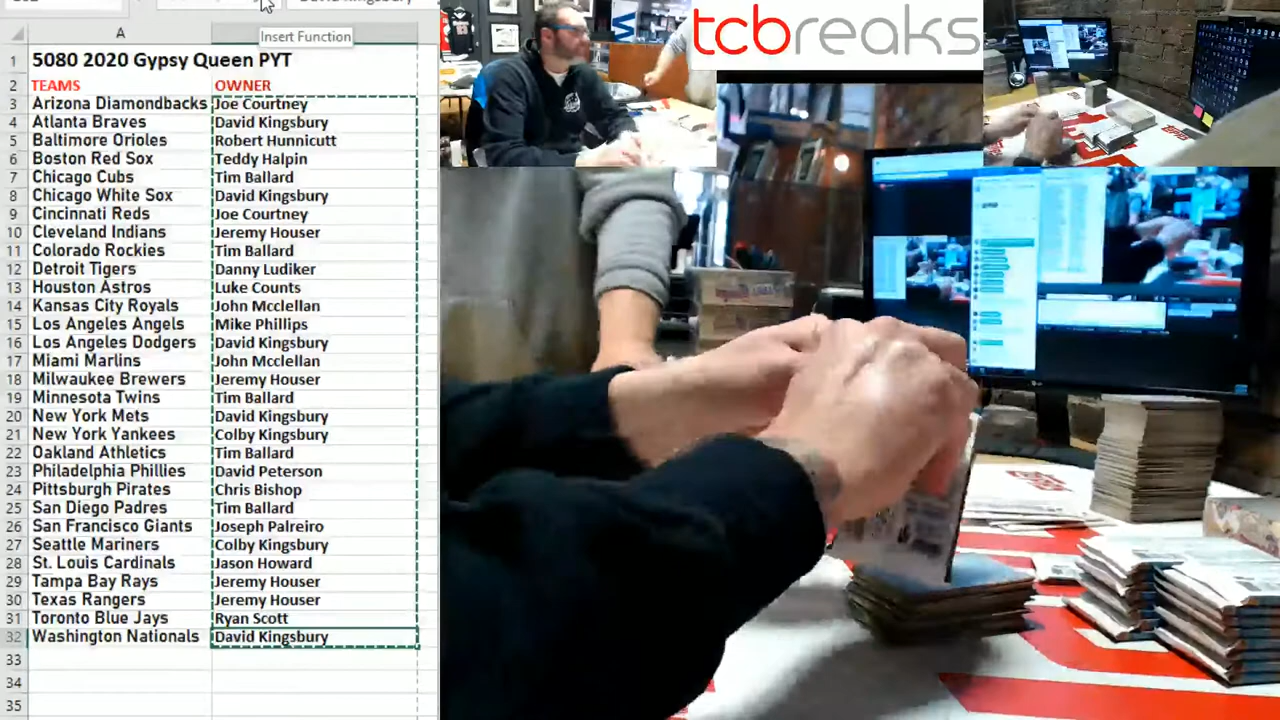 Insert Function
A
1 5080 2020 Gypsy Queen PYT
2 TEAMS OWNER
3 Arizona Diamondbacks Joe Courtney
4 Atlanta Braves David Kingsbury
5 Baltimore Orioles Robert Hunnicutt
6 Boston Red Sox Teddy Halpin
7 Chicago Cubs Tim Ballard
8 Chicago White Sox David Kingsbury
9 Cincinnati Reds Joe Courtney
10 Cleveland Indians Jeremy Houser
11 Colorado Rockies Tim Ballard
12 Detroit Tigers Danny Ludiker
13 Houston Astros Luke Counts
14 Kansas City Royals John Mcclellan
15 Los Angeles Angels Mike Phillips
16 Los Angeles Dodgers David Kingsbury
17 Miami Marlins John Mcclellan
18 Milwaukee Brewers Jeremy Houser
19 Minnesota Twins Tim Ballard
20 New York Mets David Kingsbury
21 New York Yankees Colby Kingsbury
22 Oakland Athletics Tim Ballard
23 Philadelphia Phillies David Peterson
24 Pittsburgh Pirates Chris Bishop
25 San Diego Padres Tim Ballard
26 San Francisco Giants Joseph Palreiro
27 Seattle Mariners Colby Kingsbury
28 St. Louis Cardinals Jason Howard
29 Tampa Bay Rays Jeremy Houser
30 Texas Rangers Jeremy Houser
31 Toronto Blue Jays Ryan Scott
32 Washington Nationals David Kingsbury
33
34
35
tcbreaks